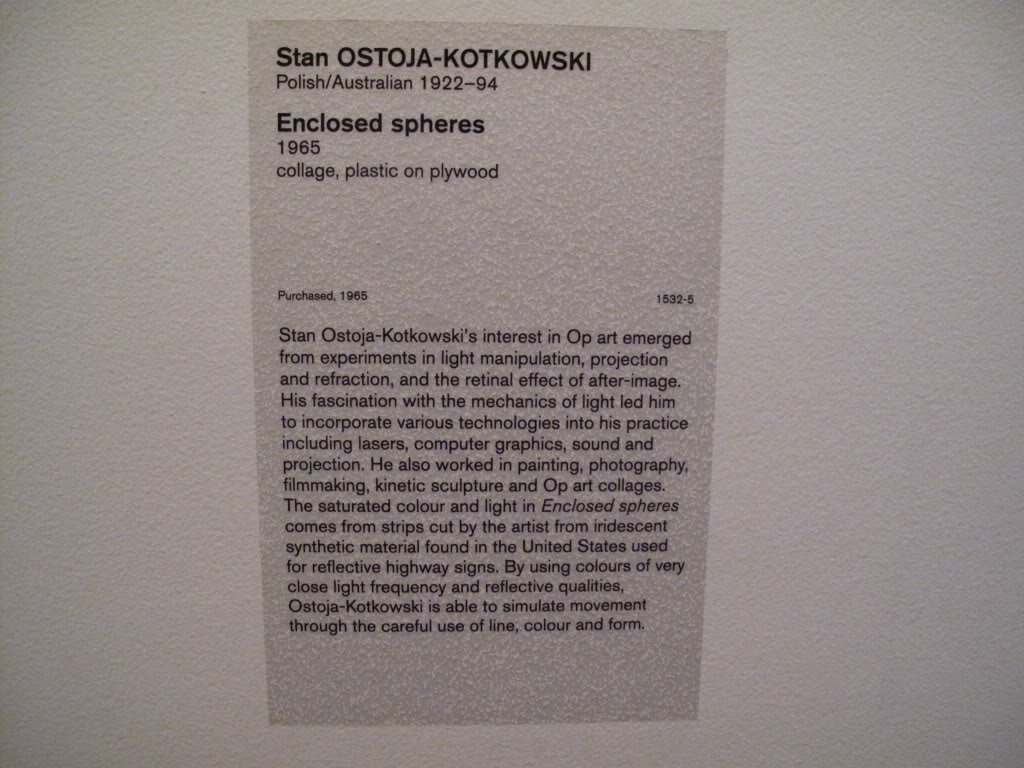 Stan OSTOJA-KOTKOWSKI
Polish/Australian 1922–94
Enclosed spheres
1965
collage, plastic on plywood
Purchased, 1965 1532-5
Stan Ostoja-Kotkowski's interest in Op art emerged
from experiments in light manipulation, projection
and refraction, and the retinal effect of after-image.
His fascination with the mechanics of light led him
to incorporate various technologies into his practice
including lasers, computer graphics, sound and
projection. He also worked in painting, photography,
filmmaking, kinetic sculpture and Op art collages.
The saturated colour and light in Enclosed spheres
comes from strips cut by the artist from iridescent
synthetic material found in the United States used
for reflective highway signs. By using colours of very
close light frequency and reflective qualities,
Ostoja-Kotkowski is able to simulate movement
through the careful use of line, colour and form.